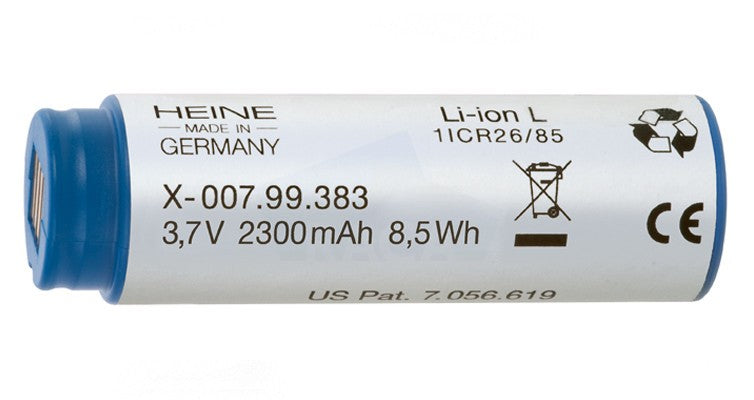 HEINE
MADE IN
GERMANY
Li-ion L
1ICR26/85
X-007.99.383
3,7V 2300mAh 8,5Wh
CE
US Pat. 7.056.619